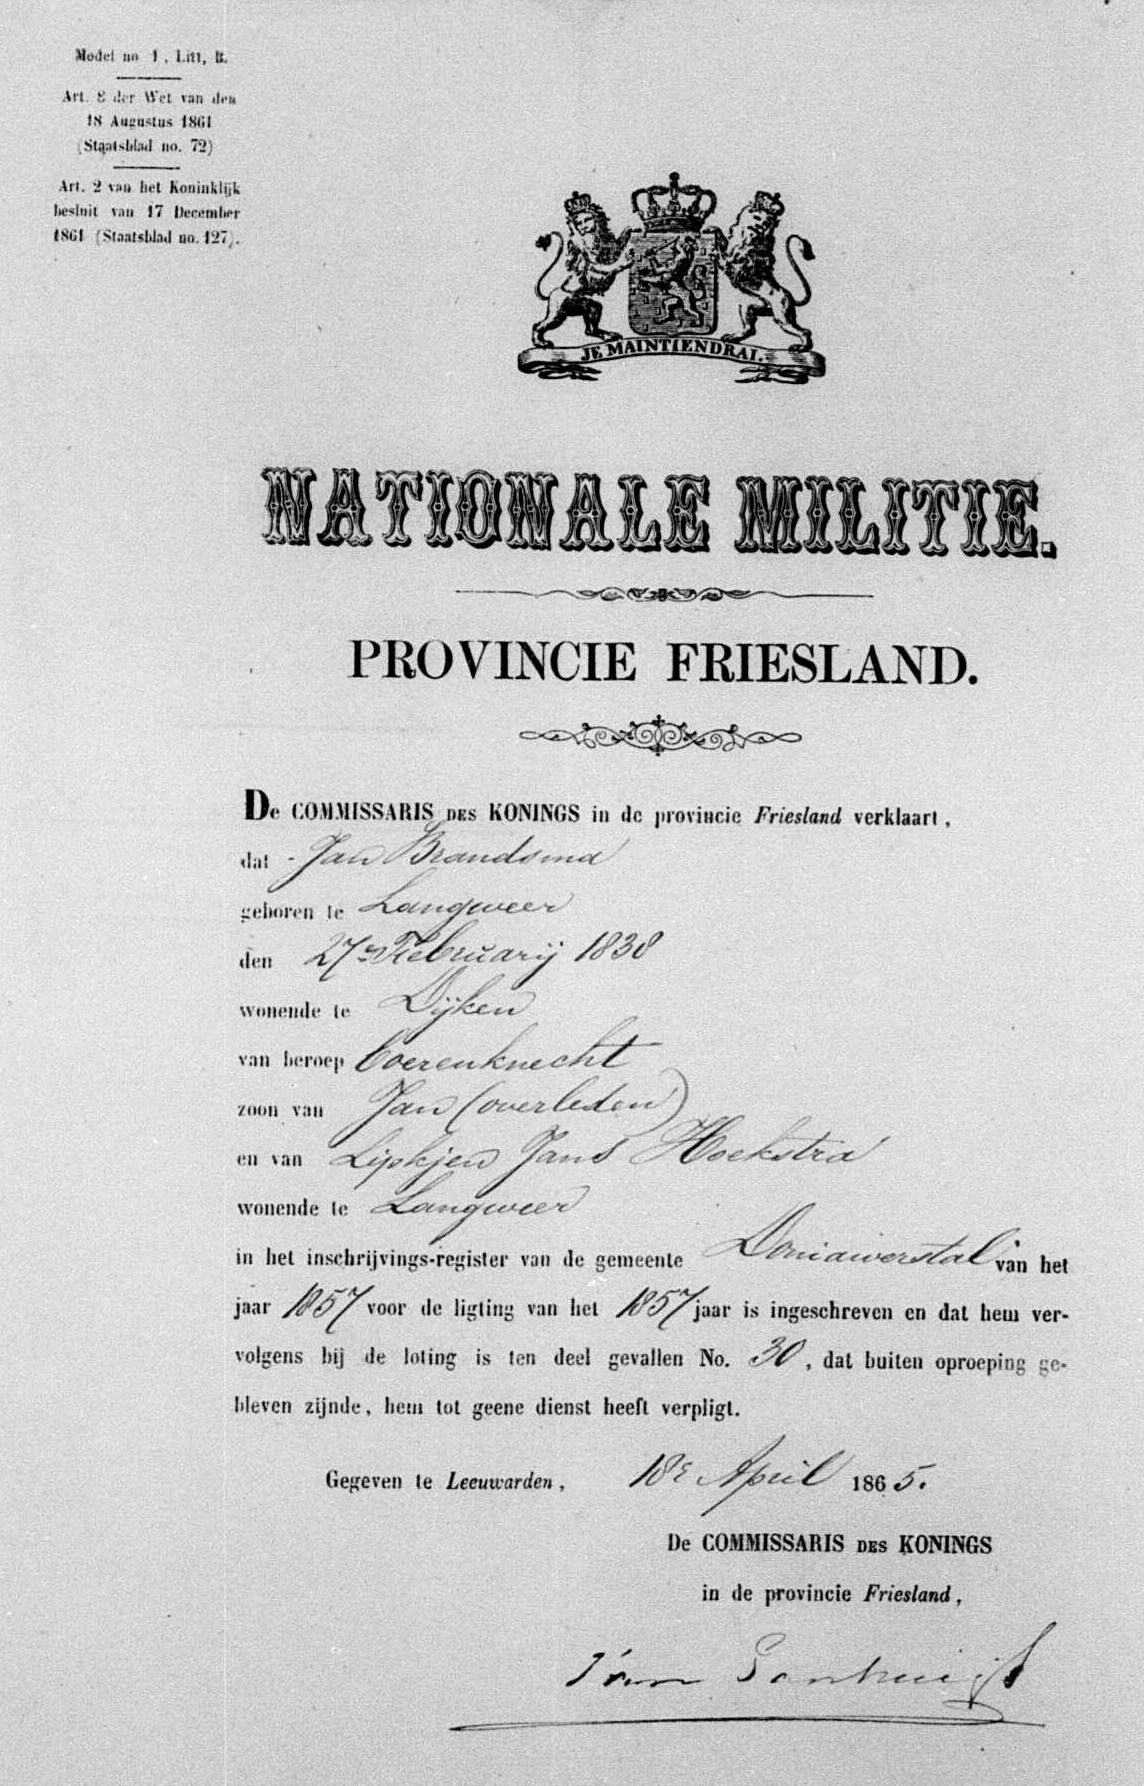 Model no 1, Litt, B.
Art. 8 der Wet van den
18 Augustus 1861
(Staatsblad no. 72)
Art. 2 van het Koninklijk
besluit van 17 December
1861 (Staatsblad no. 127).
JE MAINTIENDRAI.
NATIONALE MILITIE.
PROVINCIE FRIESLAND.
De COMMISSARIS DES KONINGS in de provincie Friesland verklaart,
dat Jan Brandsma
geboren te Langweer
den 27e Februarij 1838
wonende te Dijken
van beroep boerenknecht
zoon van Jan (overleden)
en van Lipkjen Jans Hoekstra
wonende te Langweer
in het inschrijvings-register van de gemeente Doniawerstal van het
jaar 1857 voor de ligting van het 1857 jaar is ingeschreven en dat hem ver-
volgens bij de loting is ten deel gevallen No. 30, dat buiten oproeping ge-
bleven zijnde, hem tot geene dienst heeft verpligt.
Gegeven te Leeuwarden, 18e April 1865.
De COMMISSARIS DES KONINGS
in de provincie Friesland,